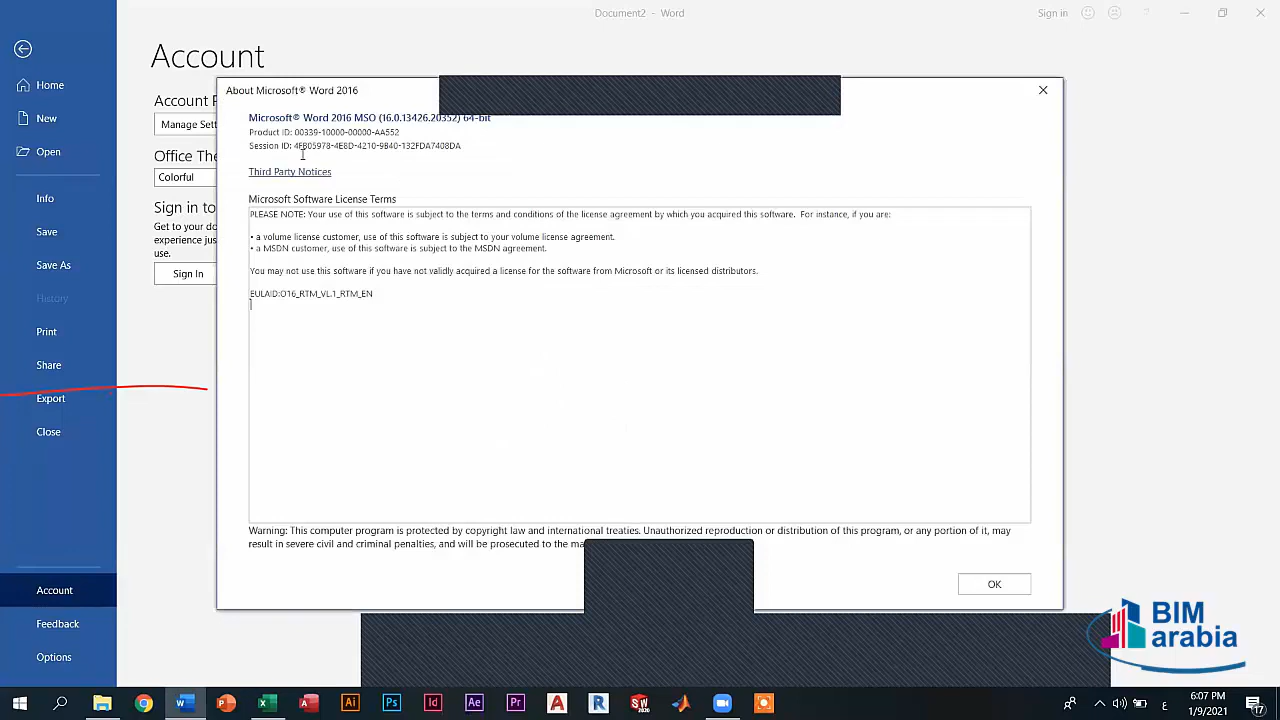 Document2 - Word
Sign in
Account
Home
New
Open
Info
Save
Save As
History
Print
Share
Export
Close
Account
Feedback
Options
Account P
Manage Sett
Office The
Colorful
Sign in to
Get to your do
experience jus
use.
Sign In
About Microsoft® Word 2016
Microsoft® Word 2016 MSO (16.0.13426.20352) 64-bit
Product ID: 00339-10000-00000-AA552
Session ID: 4FB05978-4E8D-4210-9B40-132FDA7408DA
Third Party Notices
Microsoft Software License Terms
PLEASE NOTE: Your use of this software is subject to the terms and conditions of the license agreement by which you acquired this software. For instance, if you are:
• a volume license customer, use of this software is subject to your volume license agreement.
• a MSDN customer, use of this software is subject to the MSDN agreement.
You may not use this software if you have not validly acquired a license for the software from Microsoft or its licensed distributors.
EULAID:O16_RTM_VL.1_RTM_EN
Warning: This computer program is protected by copyright law and international treaties. Unauthorized reproduction or distribution of this program, or any portion of it, may
result in severe civil and criminal penalties, and will be prosecuted to the ma
OK
BIM
arabia
Ai
Ps
Id
Ae
Pr
SW
2020
ع
6:07 PM
1/9/2021
17